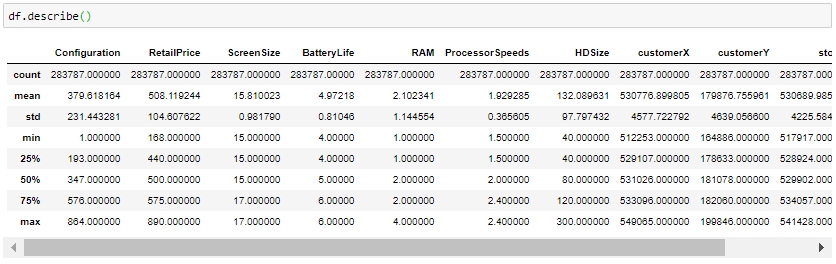 df.describe()
Configuration RetailPrice ScreenSize BatteryLife RAM ProcessorSpeeds HDSize customerX customerY stc
count 283787.000000 283787.000000 283787.000000 283787.00000 283787.000000 283787.000000 283787.000000 283787.000000 283787.000000 283787.000
mean 379.618164 508.119244 15.810023 4.97218 2.102341 1.929285 132.089631 530776.899805 179876.755961 530689.985
std 231.443281 104.607622 0.981790 0.81046 1.144554 0.365605 97.797432 4577.722792 4639.056600 4225.584
min 1.000000 168.000000 15.000000 4.00000 1.000000 1.500000 40.000000 512253.000000 164886.000000 517917.000
25% 193.000000 440.000000 15.000000 4.00000 1.000000 1.500000 40.000000 529107.000000 178633.000000 528924.000
50% 347.000000 500.000000 15.000000 5.00000 2.000000 2.000000 80.000000 531026.000000 181078.000000 529902.000
75% 576.000000 575.000000 17.000000 6.00000 2.000000 2.400000 120.000000 533096.000000 182060.000000 534057.000
max 864.000000 890.000000 17.000000 6.00000 4.000000 2.400000 300.000000 549065.000000 199846.000000 541428.000